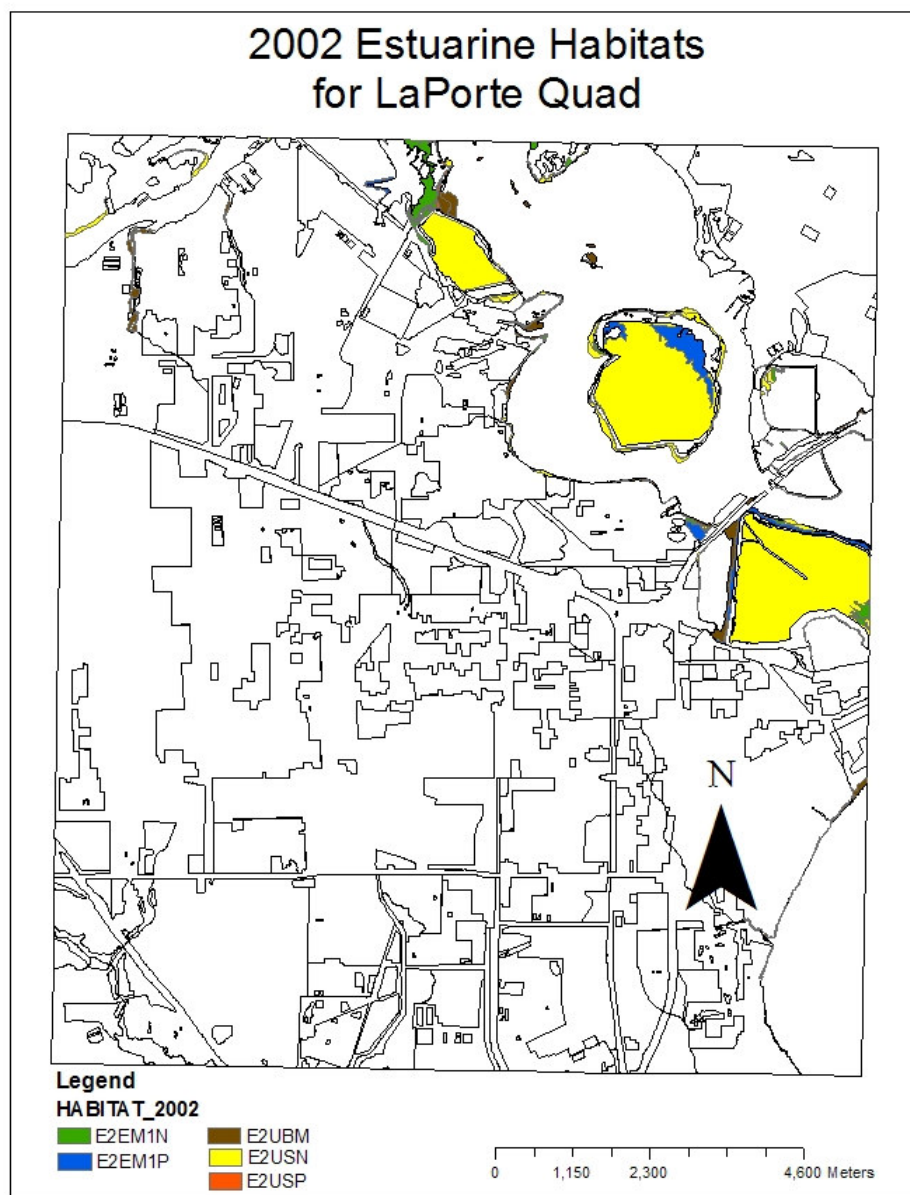 2002 Estuarine Habitats
for LaPorte Quad
N
Legend
HABITAT_2002
E2EM1N
E2EM1P
E2UBM
E2USN
E2USP
0 1,150 2,300 4,600 Meters